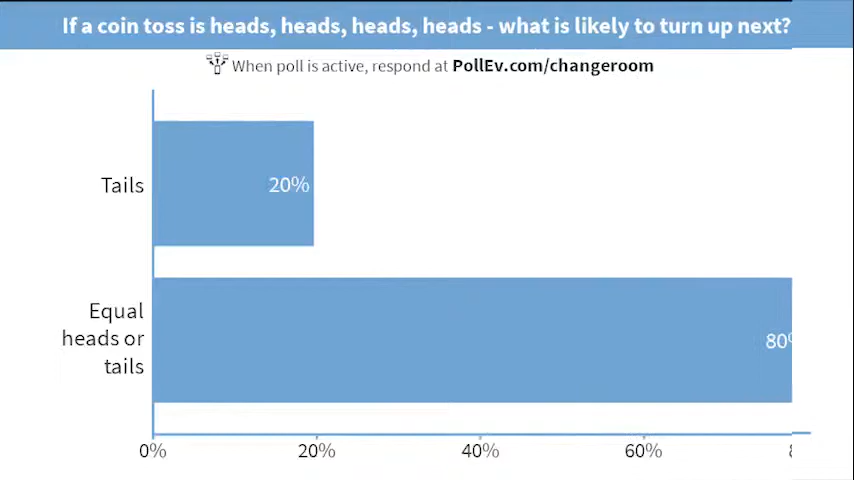 If a coin toss is heads, heads, heads, heads - what is likely to turn up next?
When poll is active, respond at PollEv.com/changeroom
Tails
20%
Equal
heads or
tails
80%
0%
20%
40%
60%